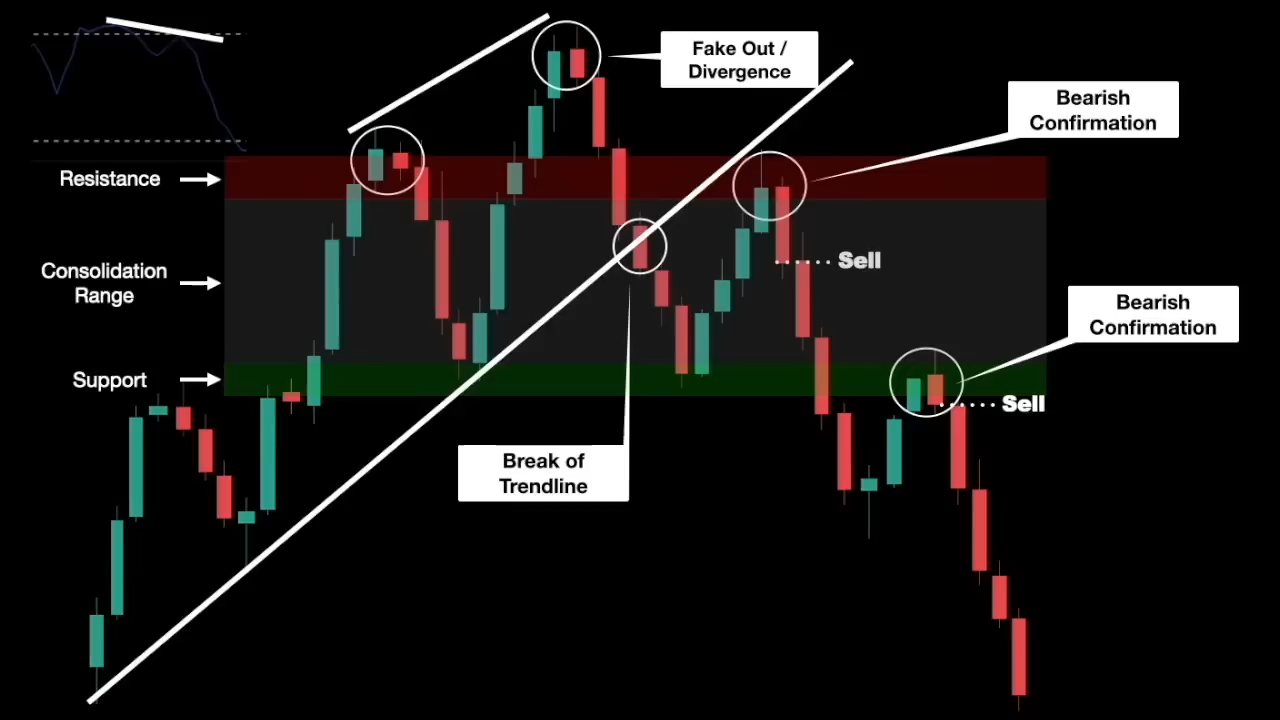 Fake Out /
Divergence
Bearish
Confirmation
Resistance
Sell
Consolidation
Range
Bearish
Confirmation
Support
Sell
Break of
Trendline